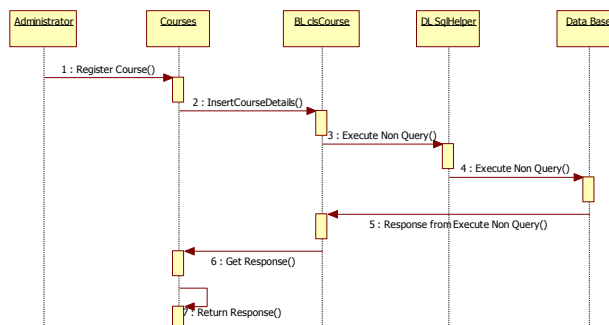 Administrator
Courses
BL clsCourse
DL SqlHelper
Data Base
1 : Register Course()
2 : InsertCourseDetails()
3 : Execute Non Query()
4 : Execute Non Query()
5 : Response from Execute Non Query()
6 : Get Response()
7 : Return Response()